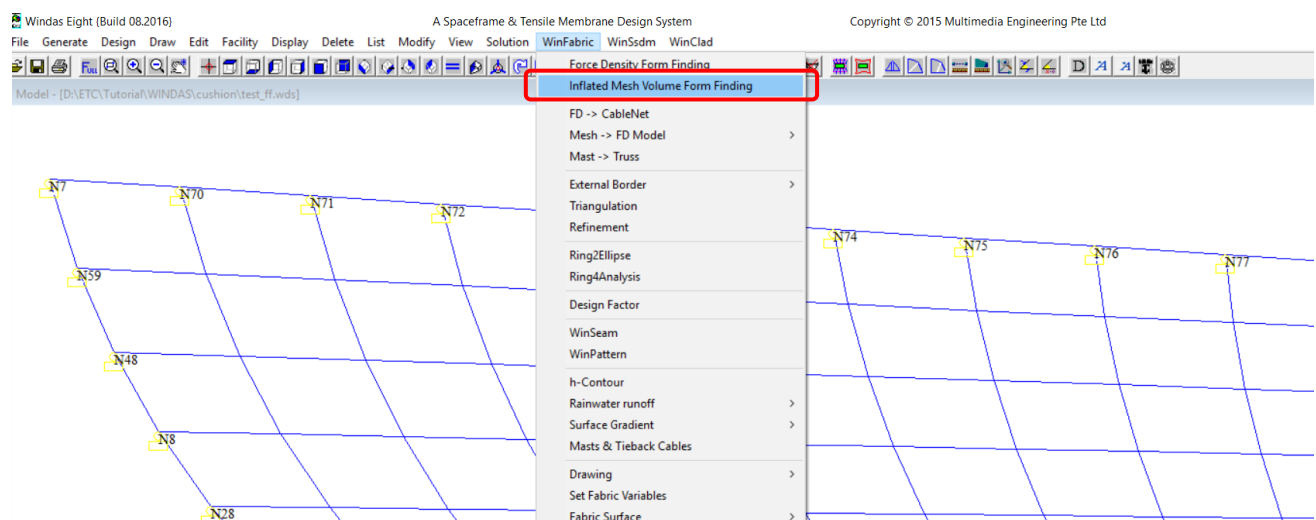 Windas Eight {Build 08.2016} A Spaceframe & Tensile Membrane Design System Copyright © 2015 Multimedia Engineering Pte Ltd
File Generate Design Draw Edit Facility Display Delete List Modify View Solution WinFabric WinSsdm WinClad
Full D A A
Model - [D:\ETC\Tutorial\WINDAS\cushion\test_ff.wds]
Force Density Form Finding
Inflated Mesh Volume Form Finding
FD -> CableNet
Mesh -> FD Model
Mast -> Truss
External Border
Triangulation
Refinement
Ring2Ellipse
Ring4Analysis
Design Factor
WinSeam
WinPattern
h-Contour
Rainwater runoff
Surface Gradient
Masts & Tieback Cables
Drawing
Set Fabric Variables
Fabric Surface
N7
N70
N71
N72
N74
N75
N76
N77
N59
N48
N8
N28